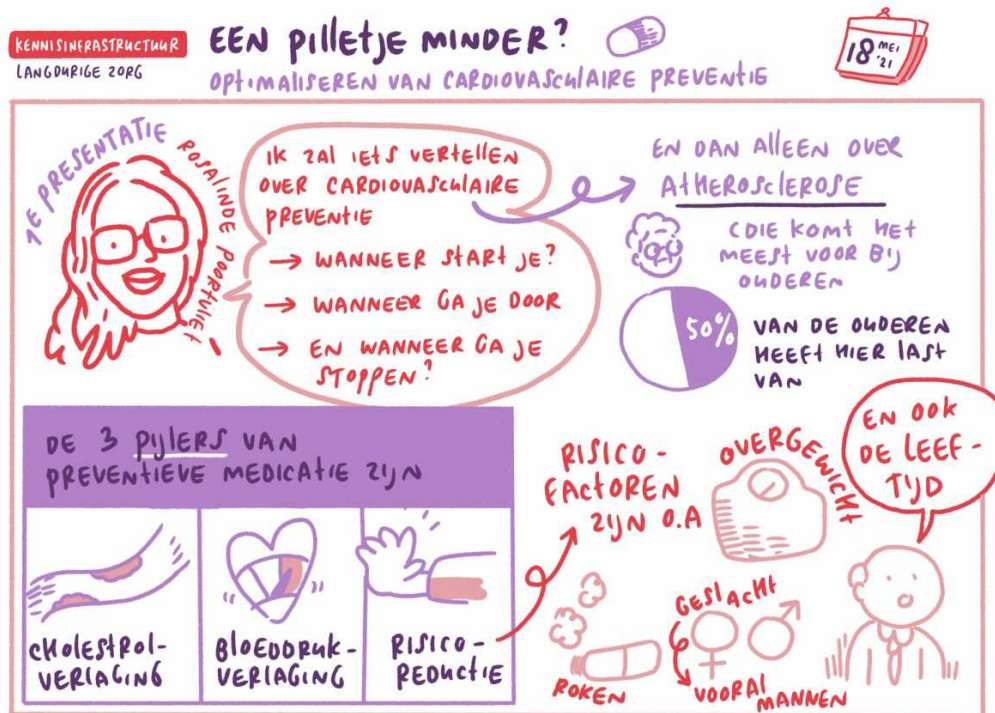 KENNISINFRASTRUCTUUR
LANGDURIGE ZORG
EEN PILLETJE MINDER?
OPTIMALISEREN VAN CARDIOVASCULAIRE PREVENTIE
18 MEI '21
1E PRESENTATIE
ROSALINDE POORTVLIET
IK ZAL IETS VERTELLEN
OVER CARDIOVASCULAIRE
PREVENTIE
→ WANNEER START JE?
→ WANNEER GA JE DOOR
→ EN WANNEER GA JE
STOPPEN?
EN DAN ALLEEN OVER
ATHEROSCLEROSE
(DIE KOMT HET
MEEST VOOR BIJ
OUDEREN
50%
VAN DE OUDEREN
HEEFT HIER LAST
VAN
DE 3 PIJLERS VAN
PREVENTIEVE MEDICATIE ZIJN
CHOLESTROL-
VERLAGING
BLOEDDRUK-
VERLAGING
RISICO-
REDUCTIE
RISICO-
FACTOREN
ZIJN O.A
OVERGEWICHT
ROKEN
GESLACHT
VOORAL
MANNEN
EN OOK
DE LEEF-
TIJD